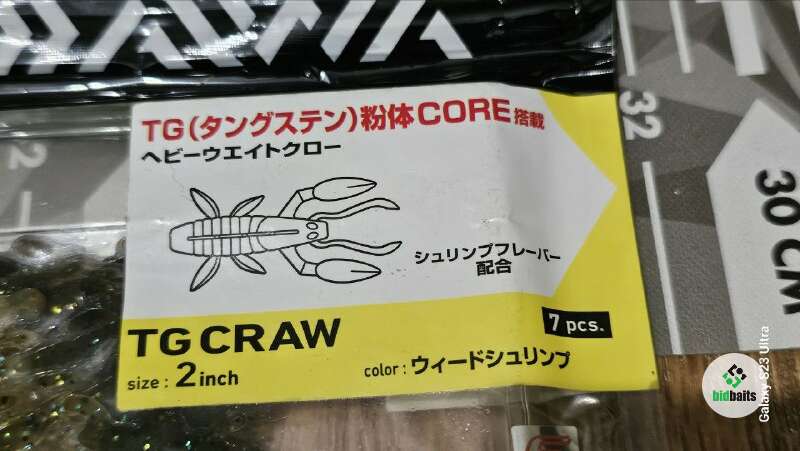 DAIWA
TG(タングステン)粉体CORE搭載
ヘビーウエイトクロー
シュリンプフレーバー
配合
TG CRAW
7 pcs.
size : 2inch
color : ウィードシュリンプ
2
32
30 CM
bidbaits
Galaxy S23 Ultra